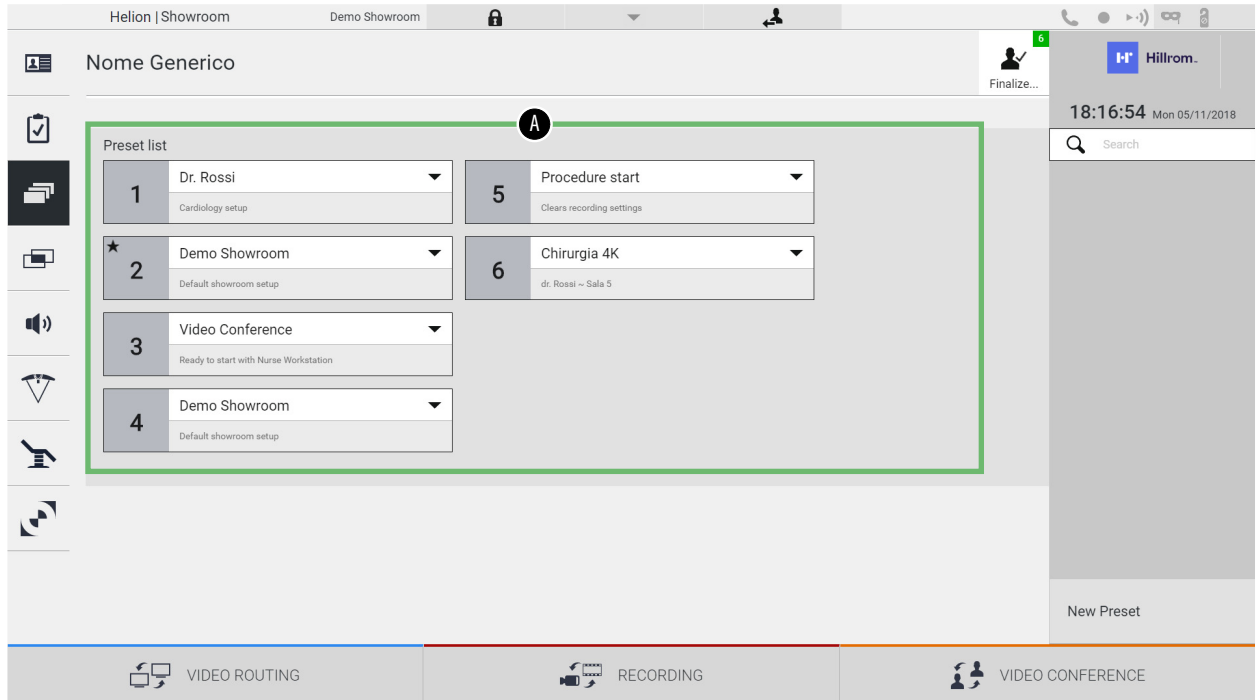 Helion | Showroom
Demo Showroom
Nome Generico
6
Finalize...
Hillrom™
18:16:54 Mon 05/11/2018
Search
A
Preset list
1
Dr. Rossi
Cardiology setup
2
Demo Showroom
Default showroom setup
3
Video Conference
Ready to start with Nurse Workstation
4
Demo Showroom
Default showroom setup
5
Procedure start
Clears recording settings
6
Chirurgia 4K
dr. Rossi ~ Sala 5
New Preset
VIDEO ROUTING
RECORDING
VIDEO CONFERENCE